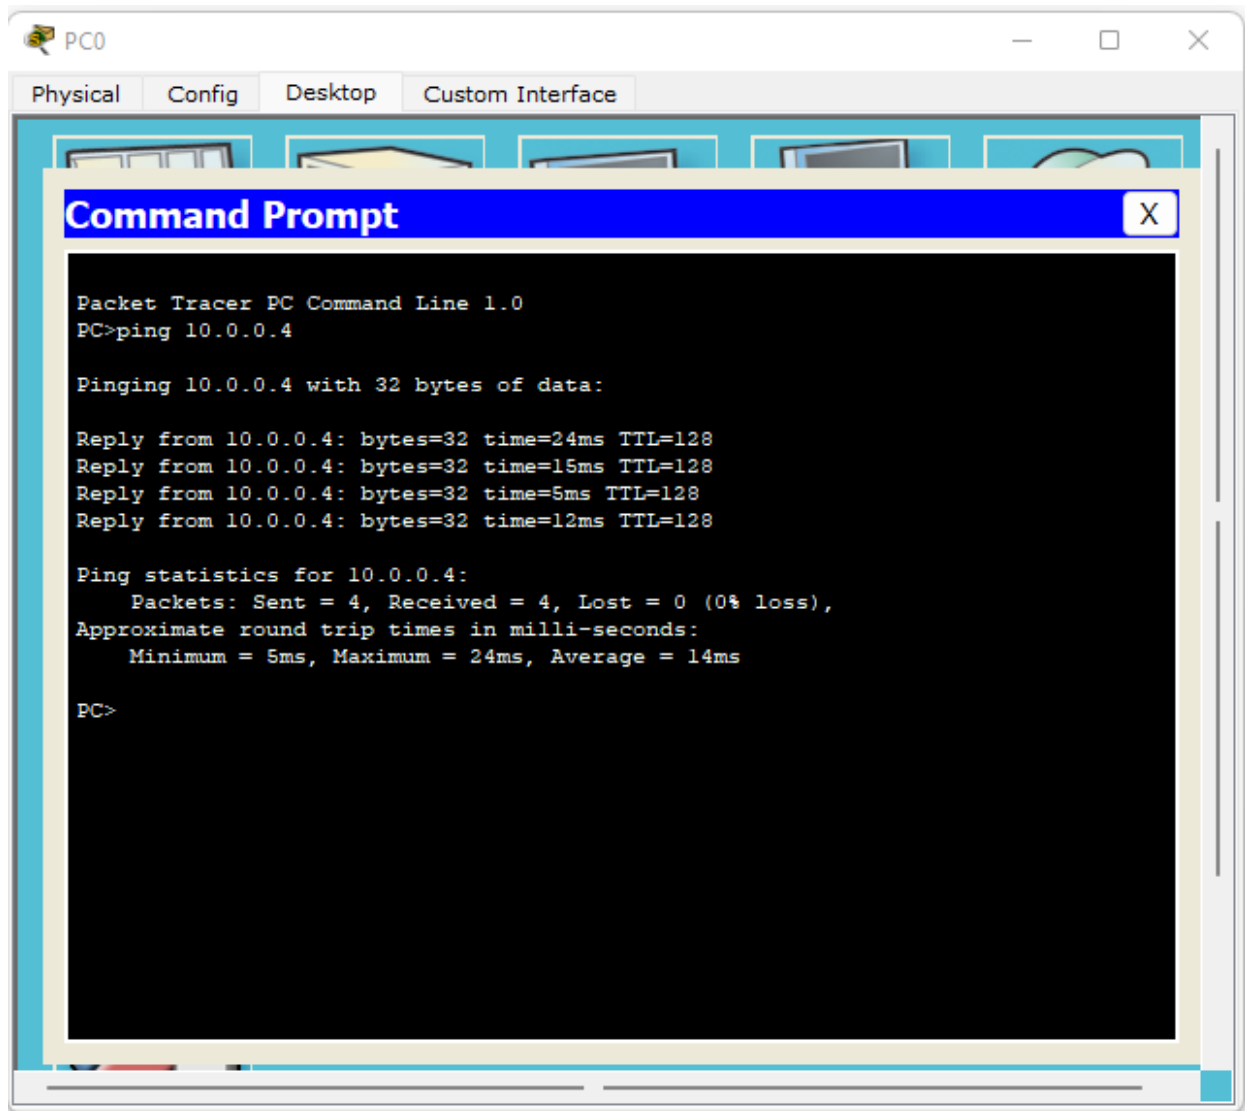 PC0
Physical Config Desktop Custom Interface
Command Prompt
X
Packet Tracer PC Command Line 1.0
PC>ping 10.0.0.4
Pinging 10.0.0.4 with 32 bytes of data:
Reply from 10.0.0.4: bytes=32 time=24ms TTL=128
Reply from 10.0.0.4: bytes=32 time=15ms TTL=128
Reply from 10.0.0.4: bytes=32 time=5ms TTL=128
Reply from 10.0.0.4: bytes=32 time=12ms TTL=128
Ping statistics for 10.0.0.4:
    Packets: Sent = 4, Received = 4, Lost = 0 (0% loss),
Approximate round trip times in milli-seconds:
    Minimum = 5ms, Maximum = 24ms, Average = 14ms
PC>